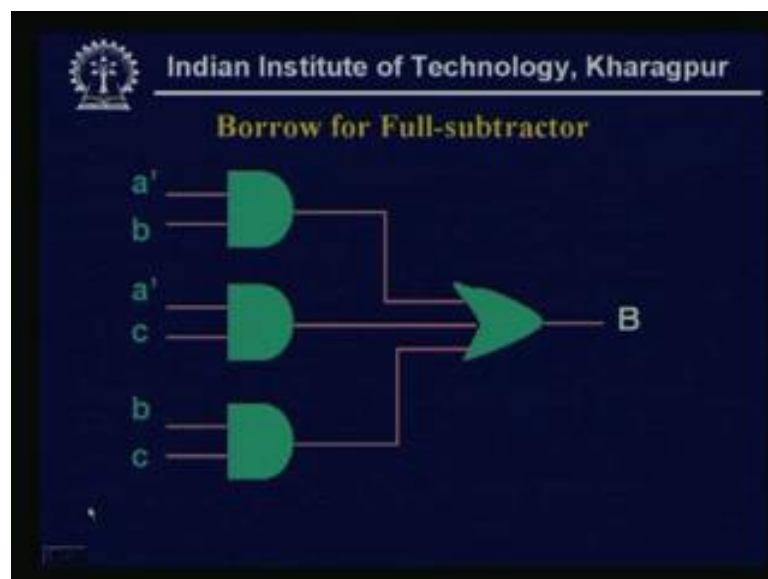 Indian Institute of Technology, Kharagpur
Borrow for Full-subtractor
a'
b
a'
c
B
b
c